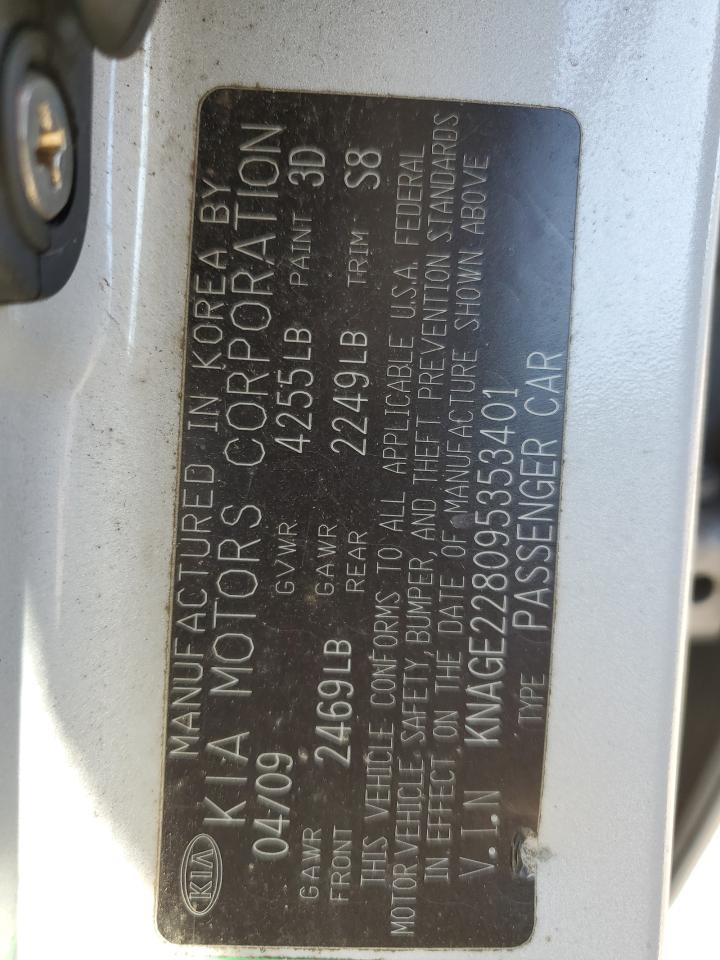 MANUFACTURED IN KOREA BY
KIA KIA MOTORS CORPORATION
04/09 GVWR 4255LB PAINT 3D
GAWR FRONT 2469LB GAWR REAR 2249LB TRIM S8
THIS VEHICLE CONFORMS TO ALL APPLICABLE U.S.A. FEDERAL
MOTOR VEHICLE SAFETY, BUMPER, AND THEFT PREVENTION STANDARDS
IN EFFECT ON THE DATE OF MANUFACTURE SHOWN ABOVE
V.I.N KNAGE228095353401
TYPE PASSENGER CAR